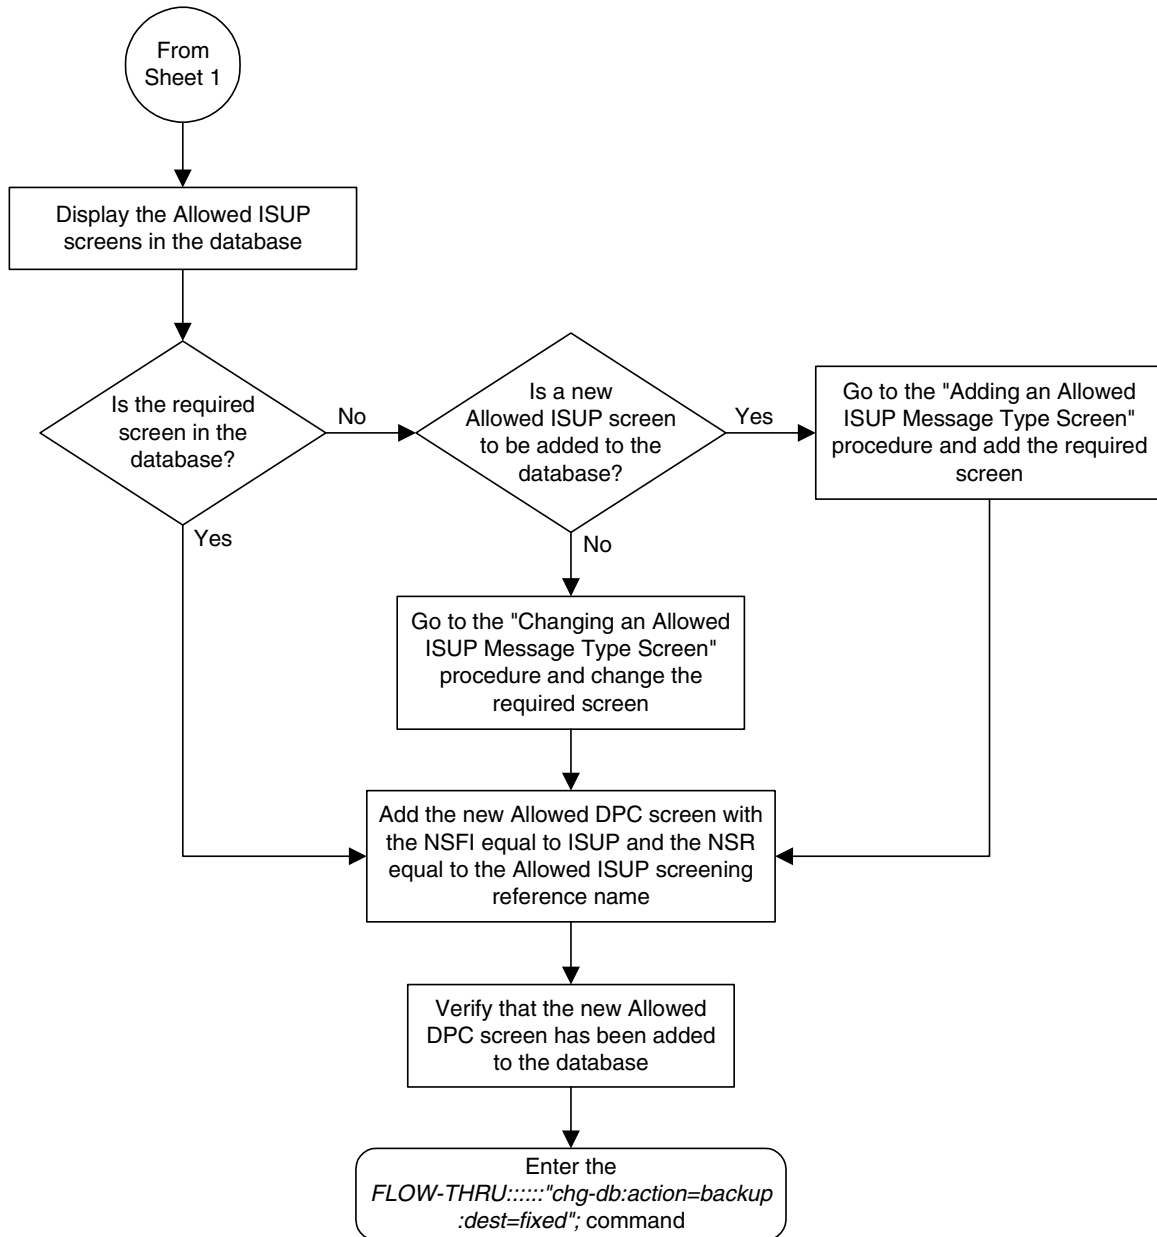 From
Sheet 1
Display the Allowed ISUP
screens in the database
Is the required
screen in the
database?
No
Yes
Is a new
Allowed ISUP screen
to be added to the
database?
Yes
No
Go to the "Adding an Allowed
ISUP Message Type Screen"
procedure and add the required
screen
Go to the "Changing an Allowed
ISUP Message Type Screen"
procedure and change the
required screen
Add the new Allowed DPC screen with
the NSFI equal to ISUP and the NSR
equal to the Allowed ISUP screening
reference name
Verify that the new Allowed
DPC screen has been added
to the database
Enter the
FLOW-THRU::::::"chg-db:action=backup
:dest=fixed"; command